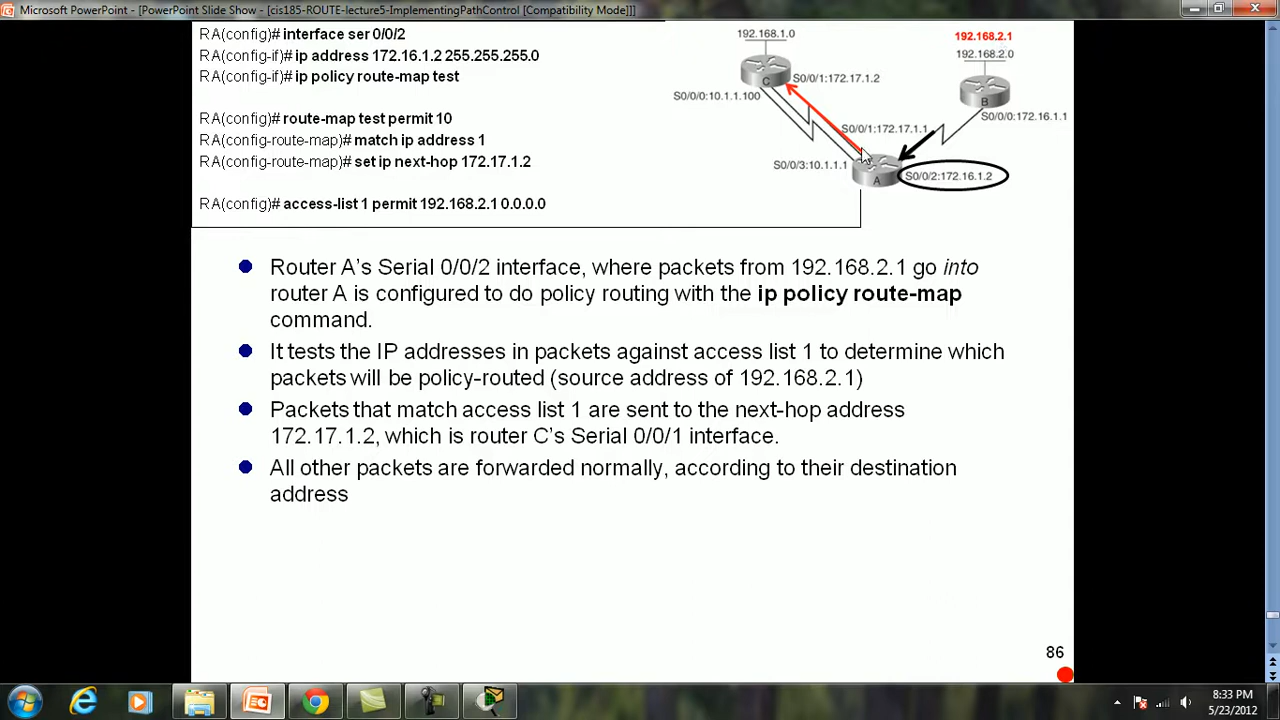 Microsoft PowerPoint - [PowerPoint Slide Show - [cis185-ROUTE-lecture5-ImplementingPathControl [Compatibility Mode]]]
RA(config)# interface ser 0/0/2
RA(config-if)# ip address 172.16.1.2 255.255.255.0
RA(config-if)# ip policy route-map test
RA(config)# route-map test permit 10
RA(config-route-map)# match ip address 1
RA(config-route-map)# set ip next-hop 172.17.1.2
RA(config)# access-list 1 permit 192.168.2.1 0.0.0.0
192.168.1.0
192.168.2.1
192.168.2.0
C
S0/0/1:172.17.1.2
S0/0/0:10.1.1.100
B
S0/0/0:172.16.1.1
S0/0/1:172.17.1.1
S0/0/3:10.1.1.1
A
S0/0/2:172.16.1.2
Router A's Serial 0/0/2 interface, where packets from 192.168.2.1 go into
router A is configured to do policy routing with the ip policy route-map
command.
It tests the IP addresses in packets against access list 1 to determine which
packets will be policy-routed (source address of 192.168.2.1)
Packets that match access list 1 are sent to the next-hop address
172.17.1.2, which is router C's Serial 0/0/1 interface.
All other packets are forwarded normally, according to their destination
address
86
8:33 PM
5/23/2012